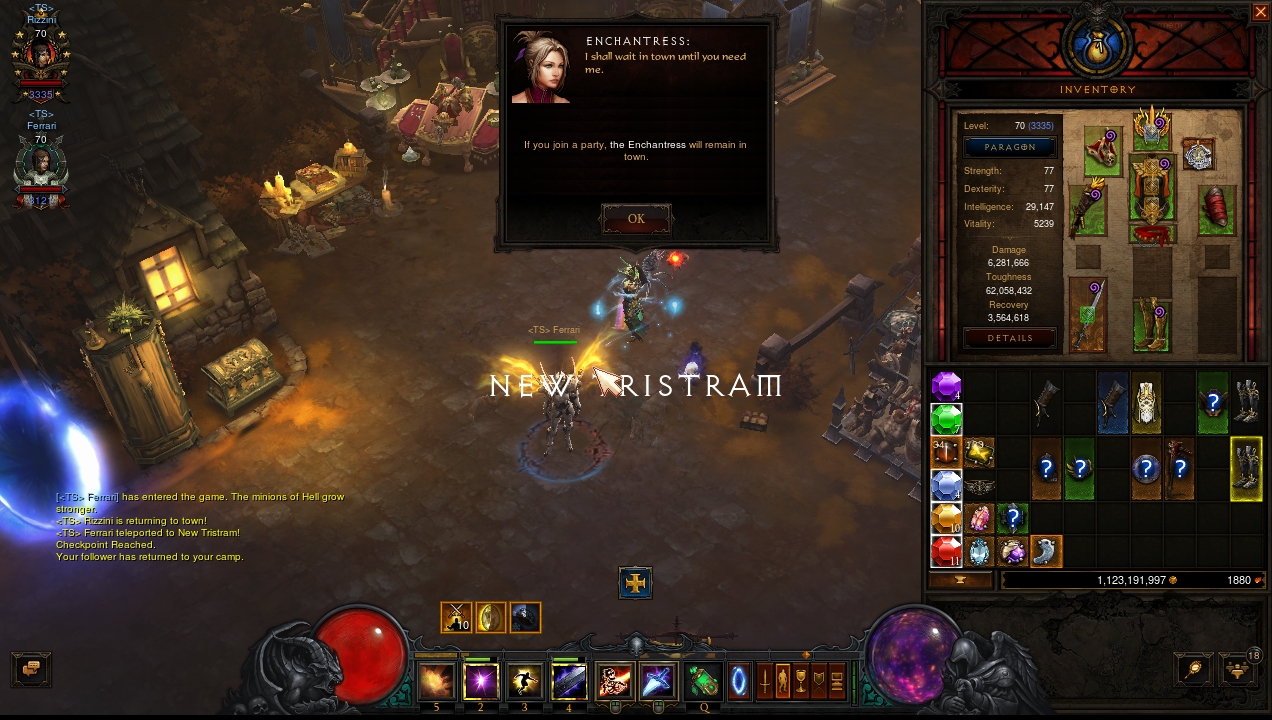 <TS>
Rizzini
70
3335
<TS>
Ferrari
70
ENCHANTRESS:
I shall wait in town until you need
me.
If you join a party, the Enchantress will remain in
town.
OK
<TS> Ferrari
NEW TRISTRAM
[<TS> Ferrari] has entered the game. The minions of Hell grow
stronger.
<TS> Rizzini is returning to town!
<TS> Ferrari teleported to New Tristram!
Checkpoint Reached.
Your follower has returned to your camp.
INVENTORY
Level: 70 (3335)
PARAGON
Strength: 77
Dexterity: 77
Intelligence: 29,147
Vitality: 5239
Damage
6,281,666
Toughness
62,058,432
Recovery
3,564,618
DETAILS
4
7
4
10
11
? 
? ? ? ?
?
1,123,191,997 1880
10
5 2 3 4 Q
18